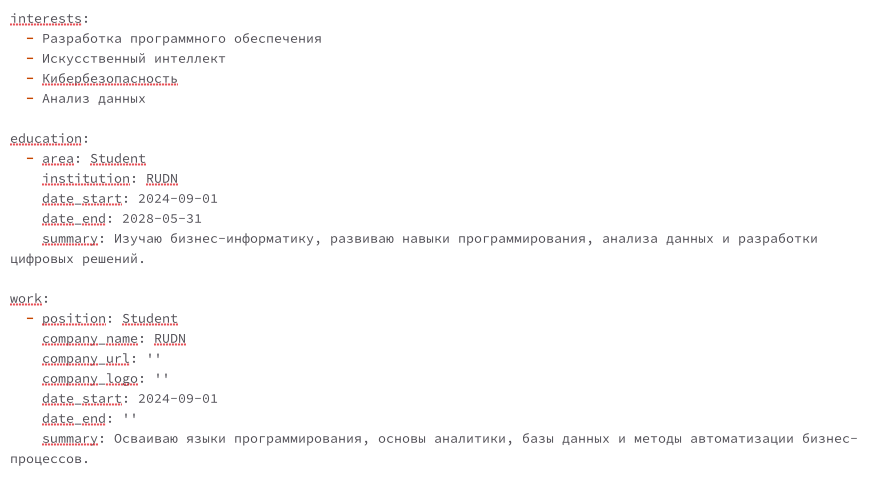 interests:
  - Разработка программного обеспечения
  - Искусственный интеллект
  - Кибербезопасность
  - Анализ данных

education:
  - area: Student
    institution: RUDN
    date_start: 2024-09-01
    date_end: 2028-05-31
    summary: Изучаю бизнес-информатику, развиваю навыки программирования, анализа данных и разработки
цифровых решений.

work:
  - position: Student
    company_name: RUDN
    company_url: ''
    company_logo: ''
    date_start: 2024-09-01
    date_end: ''
    summary: Осваиваю языки программирования, основы аналитики, базы данных и методы автоматизации бизнес-
процессов.